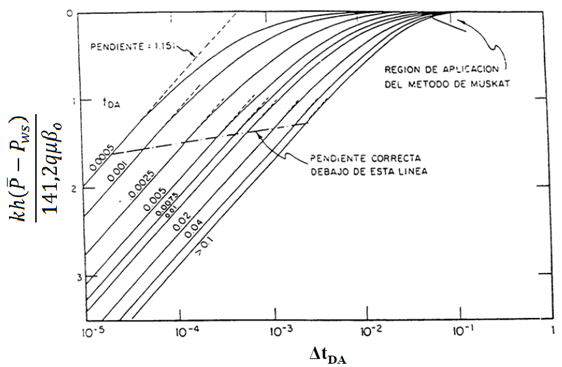 0
PENDIENTE = 1.151
REGION DE APLICACION
DEL METODO DE MUSKAT
1
t_DA
PENDIENTE CORRECTA
DEBAJO DE ESTA LINEA
0.0005
0.001
0.0025
0.005
0.0075
0.01
0.02
0.04
>0.1
2
3
kh(P̄ − P_ws)
141,2qμβ_o
10⁻⁵ 10⁻⁴ 10⁻³ 10⁻² 10⁻¹ 1
Δt_DA